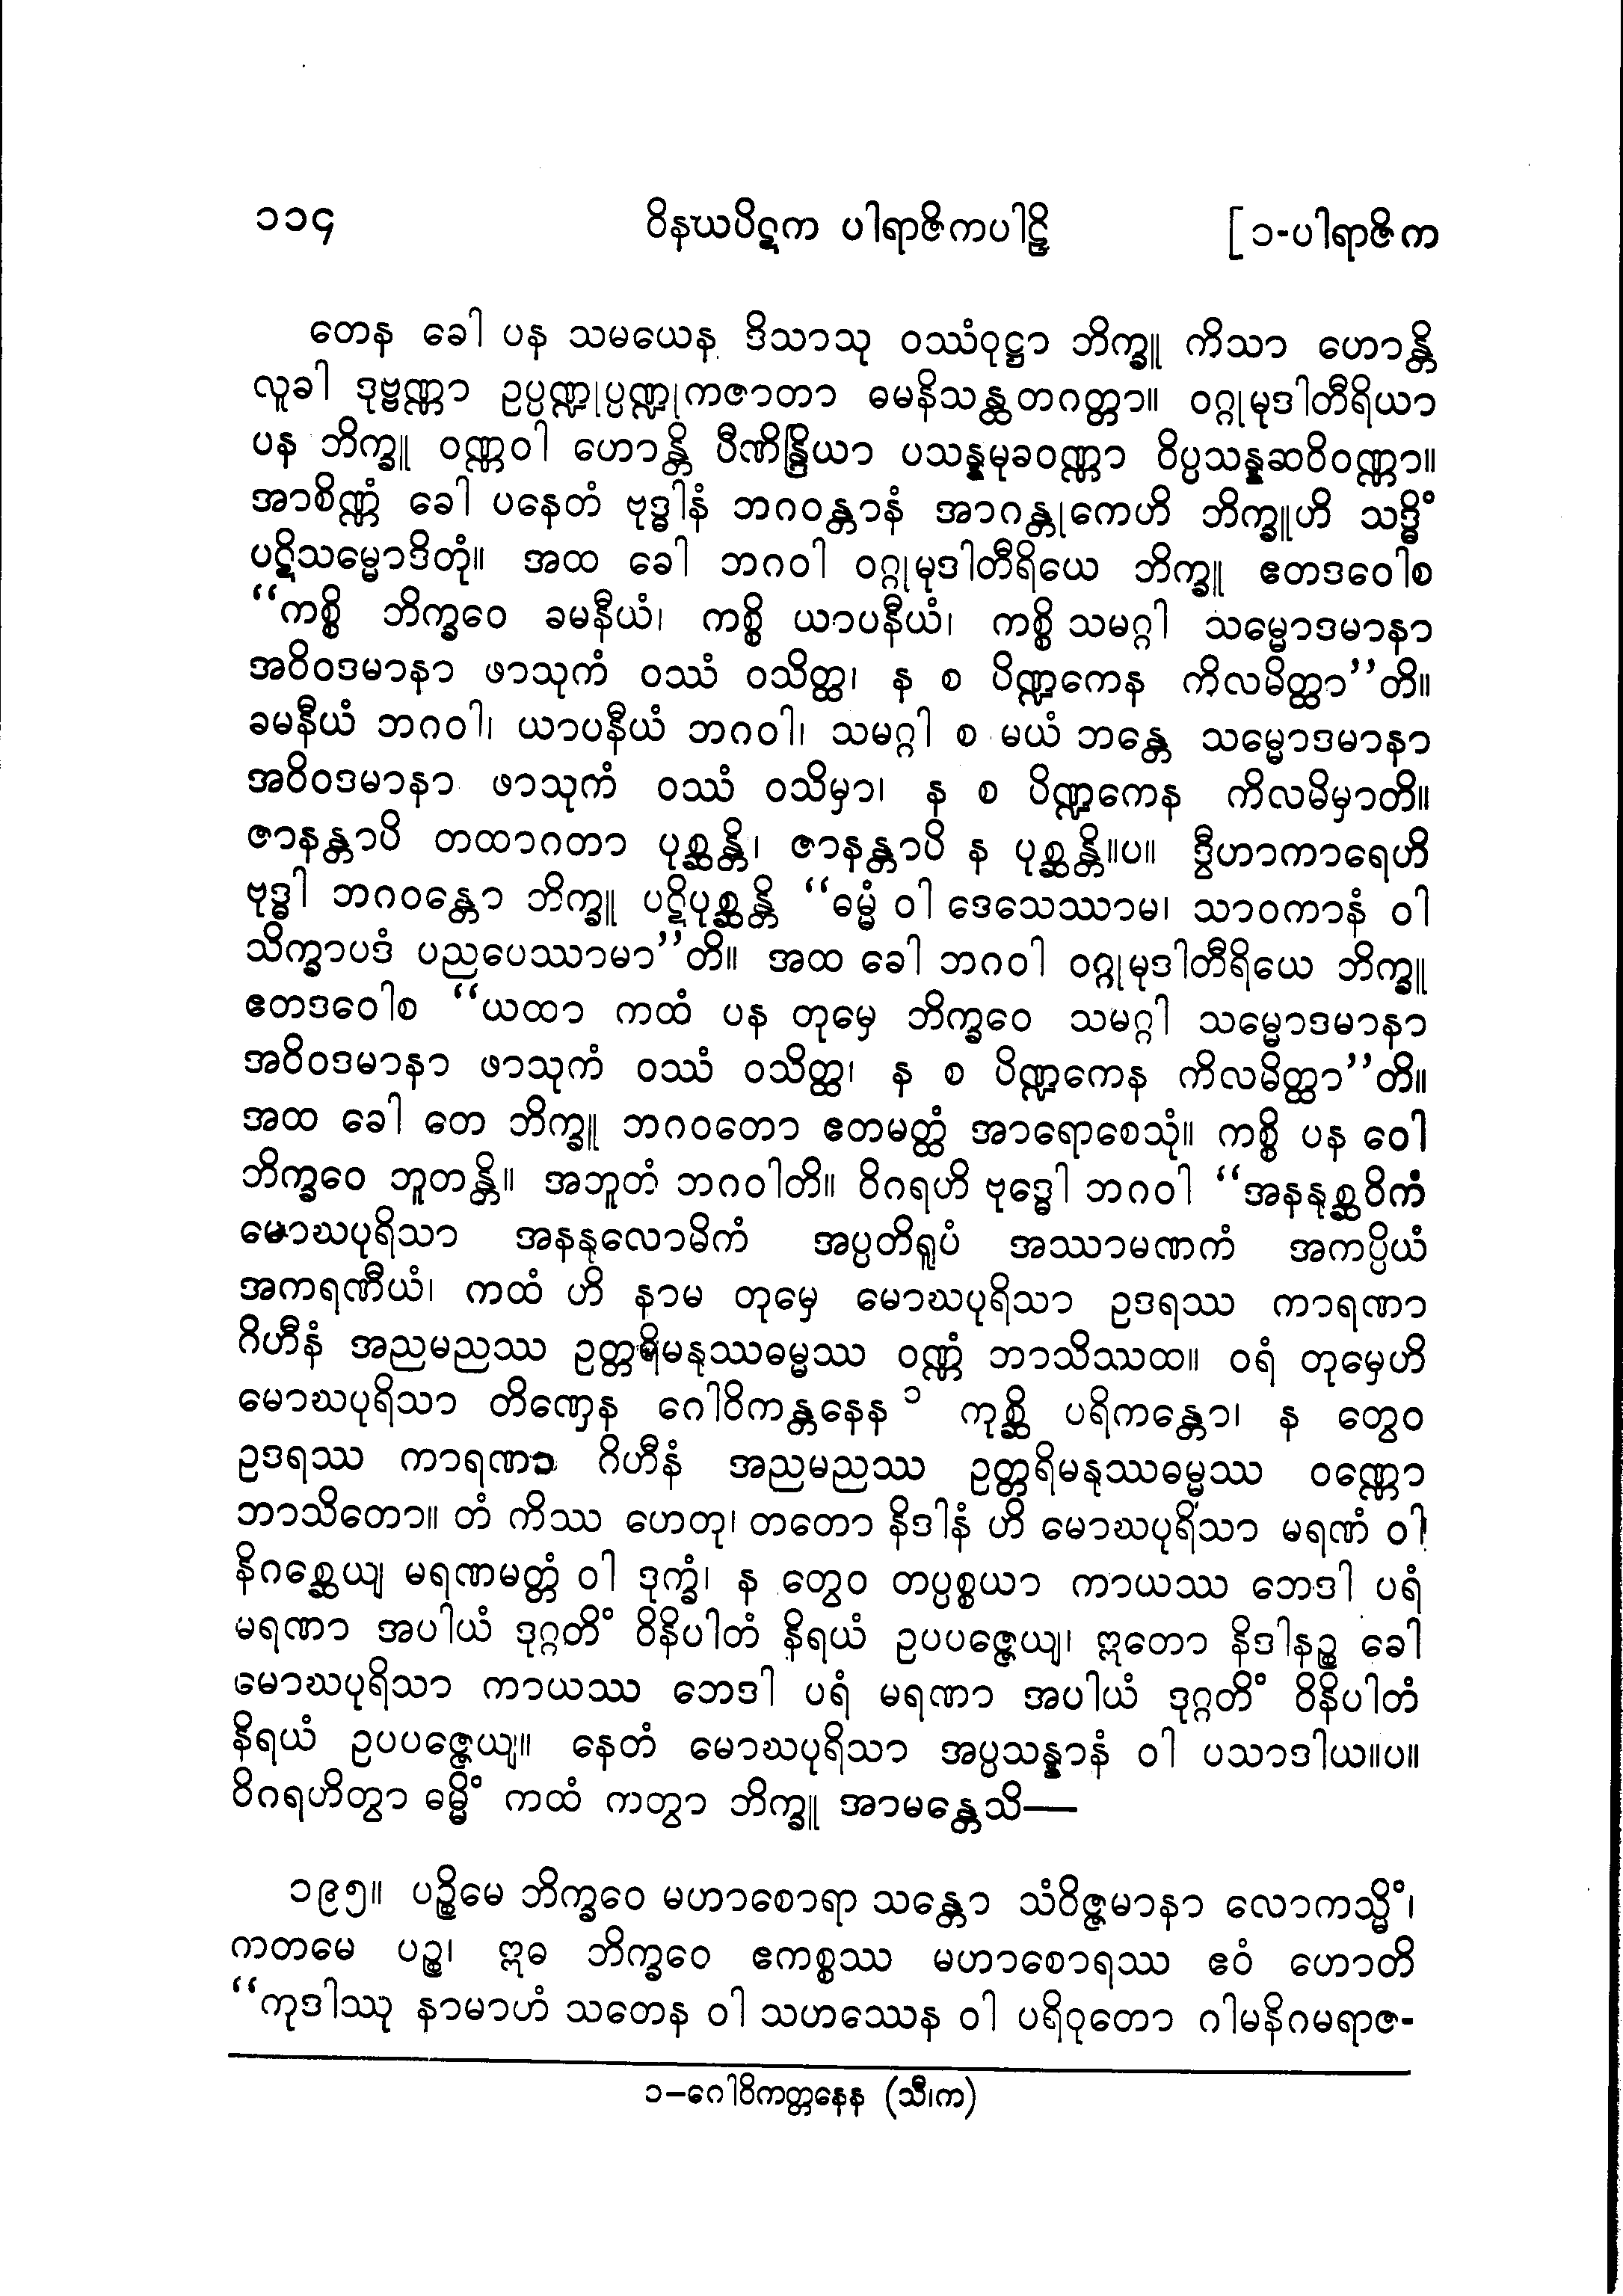 ၁၁၄ ဝိနယပိဋက ပါရာဇိကပါဠိ [ ၁-ပါရာဇိက
တေန ခေါ ပန သမယေန ဒိသာသု ဝဿံဝုဋ္ဌာ ဘိက္ခူ ကိသာ ဟောန္တိ
လူခါ ဒုဗ္ဗဏ္ဏာ ဥပ္ပဏ္ဍုပ္ပဏ္ဍုကဇာတာ ဓမနိသန္ထတဂတ္တာ။ ဝဂ္ဂုမုဒါတီရိယာ
ပန ဘိက္ခူ ဝဏ္ဏဝါ ဟောန္တိ ပီဏိန္ဒြိယာ ပသန္နမုခဝဏ္ဏာ ဝိပ္ပသန္နဆဝိဝဏ္ဏာ။
အာစိဏ္ဏံ ခေါ ပနေတံ ဗုဒ္ဓါနံ ဘဂဝန္တာနံ အာဂန္တုကေဟိ ဘိက္ခူဟိ သဒ္ဓိံ
ပဋိသမ္မောဒိတုံ။ အထ ခေါ ဘဂဝါ ဝဂ္ဂုမုဒါတီရိယေ ဘိက္ခူ ဧတဒဝေါစ
“ကစ္စိ ဘိက္ခဝေ ခမနီယံ၊ ကစ္စိ ယာပနီယံ၊ ကစ္စိ သမဂ္ဂါ သမ္မောဒမာနာ
အဝိဝဒမာနာ ဖာသုကံ ဝဿံ ဝသိတ္ထ၊ န စ ပိဏ္ဍကေန ကိလမိတ္ထာ”တိ။
ခမနီယံ ဘဂဝါ၊ ယာပနီယံ ဘဂဝါ၊ သမဂ္ဂါ စ မယံ ဘန္တေ သမ္မောဒမာနာ
အဝိဝဒမာနာ ဖာသုကံ ဝဿံ ဝသိမှာ၊ န စ ပိဏ္ဍကေန ကိလမိမှာတိ။
ဇာနန္တာပိ တထာဂတာ ပုစ္ဆန္တိ၊ ဇာနန္တာပိ န ပုစ္ဆန္တိ။ပ။ ဒွီဟာကာရေဟိ
ဗုဒ္ဓါ ဘဂဝန္တော ဘိက္ခူ ပဋိပုစ္ဆန္တိ “ဓမ္မံ ဝါ ဒေသေဿာမ၊ သာဝကာနံ ဝါ
သိက္ခာပဒံ ပညပေဿာမာ”တိ။ အထ ခေါ ဘဂဝါ ဝဂ္ဂုမုဒါတီရိယေ ဘိက္ခူ
ဧတဒဝေါစ “ယထာ ကထံ ပန တုမှေ ဘိက္ခဝေ သမဂ္ဂါ သမ္မောဒမာနာ
အဝိဝဒမာနာ ဖာသုကံ ဝဿံ ဝသိတ္ထ၊ န စ ပိဏ္ဍကေန ကိလမိတ္ထာ”တိ။
အထ ခေါ တေ ဘိက္ခူ ဘဂဝတော ဧတမတ္ထံ အာရောစေသုံ။ ကစ္စိ ပန ဝေါ
ဘိက္ခဝေ ဘူတန္တိ။ အဘူတံ ဘဂဝါတိ။ ဝိဂရဟိ ဗုဒ္ဓေါ ဘဂဝါ “အနနုစ္ဆဝိကံ
မောဃပုရိသာ အနနုလောမိကံ အပ္ပတိရူပံ အဿာမဏကံ အကပ္ပိယံ
အကရဏီယံ၊ ကထံ ဟိ နာမ တုမှေ မောဃပုရိသာ ဥဒရဿ ကာရဏာ
ဂိဟီနံ အညမညဿ ဥတ္တရိမနုဿဓမ္မဿ ဝဏ္ဏံ ဘာသိဿထ။ ဝရံ တုမှေဟိ
မောဃပုရိသာ တိဏှေန ဂေါဝိကန္တနေန ၁ ကုစ္ဆိ ပရိကန္တော၊ န တွေဝ
ဥဒရဿ ကာရဏာ ဂိဟီနံ အညမညဿ ဥတ္တရိမနုဿဓမ္မဿ ဝဏ္ဏော
ဘာသိတော။ တံ ကိဿ ဟေတု၊ တတော နိဒါနံ ဟိ မောဃပုရိသာ မရဏံ ဝါ
နိဂစ္ဆေယျ မရဏမတ္တံ ဝါ ဒုက္ခံ၊ န တွေဝ တပ္ပစ္စယာ ကာယဿ ဘေဒါ ပရံ
မရဏာ အပါယံ ဒုဂ္ဂတိံ ဝိနိပါတံ နိရယံ ဥပပဇ္ဇေယျ၊ ဣတော နိဒါနဉ္စ ခေါ
မောဃပုရိသာ ကာယဿ ဘေဒါ ပရံ မရဏာ အပါယံ ဒုဂ္ဂတိံ ဝိနိပါတံ
နိရယံ ဥပပဇ္ဇေယျ။ နေတံ မောဃပုရိသာ အပ္ပသန္နာနံ ဝါ ပသာဒါယ။ပ။
ဝိဂရဟိတွာ ဓမ္မိံ ကထံ ကတွာ ဘိက္ခူ အာမန္တေသိ—
၁၉၅။ ပဉ္စိမေ ဘိက္ခဝေ မဟာစောရာ သန္တော သံဝိဇ္ဇမာနာ လောကသ္မိံ၊
ကတမေ ပဉ္စ၊ ဣဓ ဘိက္ခဝေ ဧကစ္စဿ မဟာစောရဿ ဧဝံ ဟောတိ
“ကုဒါဿု နာမာဟံ သတေန ဝါ သဟဿေန ဝါ ပရိဝုတော ဂါမနိဂမရာဇ-
၁–ဂေါဝိကတ္တနေန (သီ၊က)